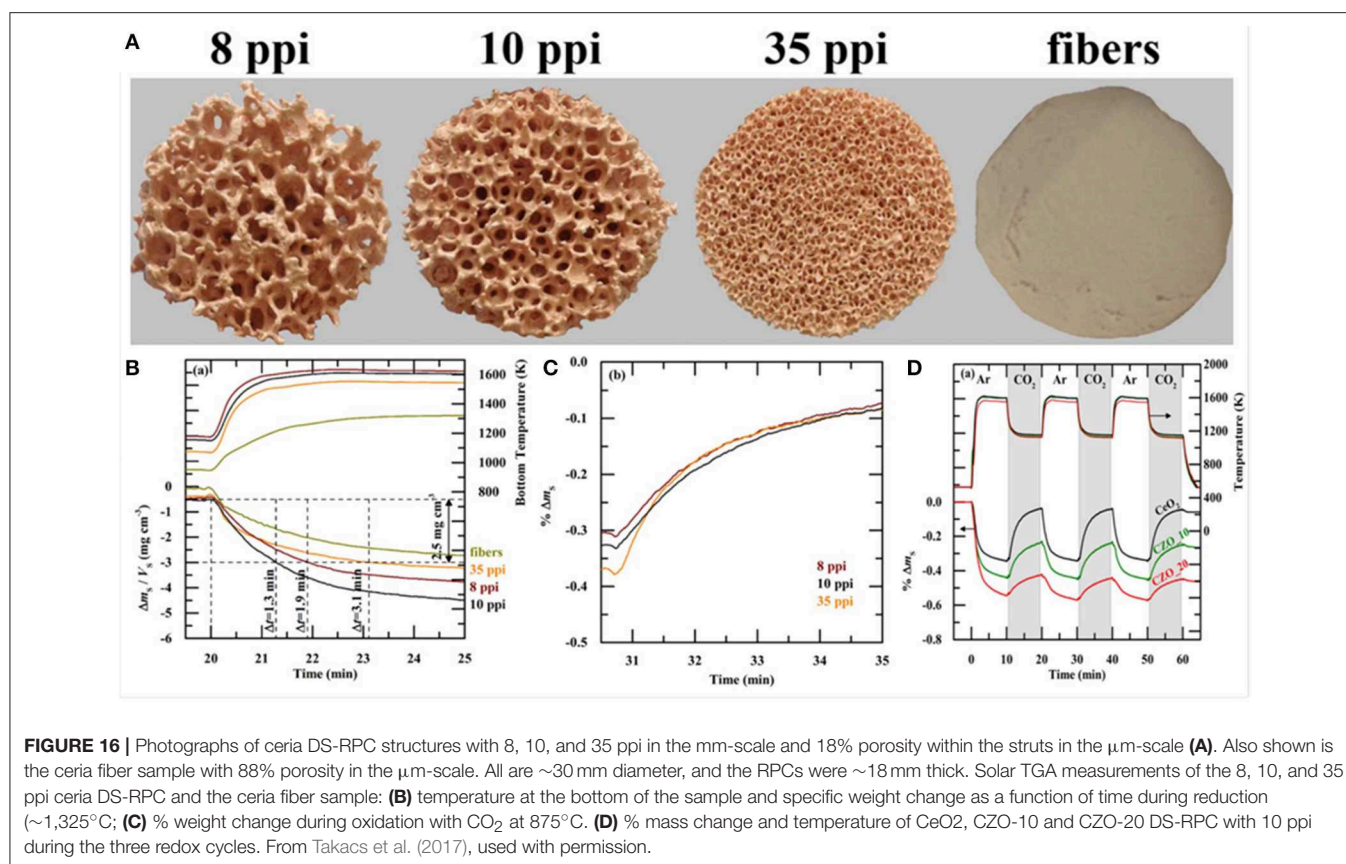 A
8 ppi 10 ppi 35 ppi fibers
B
(a)
1600
1400
1200
1000
800
Bottom Temperature (K)
0
-1
-2
-3
-4
-5
-6
Δm_s / V_s (mg cm⁻³)
2.5 mg cm⁻³
fibers
35 ppi
8 ppi
10 ppi
Δt=1.3 min
Δt=1.9 min
Δt=3.1 min
20 21 22 23 24 25
Time (min)
C
(b)
0.0
-0.1
-0.2
-0.3
-0.4
-0.5
% Δm_s
8 ppi
10 ppi
35 ppi
31 32 33 34 35
Time (min)
D
(a)
Ar CO₂ Ar CO₂ Ar CO₂
2000
1600
1200
800
400
0
Temperature (K)
0.0
-0.2
-0.4
-0.6
-0.8
% Δm_s
CeO₂
CZO_10
CZO_20
0 10 20 30 40 50 60
Time (min)
FIGURE 16 | Photographs of ceria DS-RPC structures with 8, 10, and 35 ppi in the mm-scale and 18% porosity within the struts in the μm-scale (A). Also shown is
the ceria fiber sample with 88% porosity in the μm-scale. All are ~30 mm diameter, and the RPCs were ~18 mm thick. Solar TGA measurements of the 8, 10, and 35
ppi ceria DS-RPC and the ceria fiber sample: (B) temperature at the bottom of the sample and specific weight change as a function of time during reduction
(~1,325°C; (C) % weight change during oxidation with CO₂ at 875°C. (D) % mass change and temperature of CeO2, CZO-10 and CZO-20 DS-RPC with 10 ppi
during the three redox cycles. From Takacs et al. (2017), used with permission.